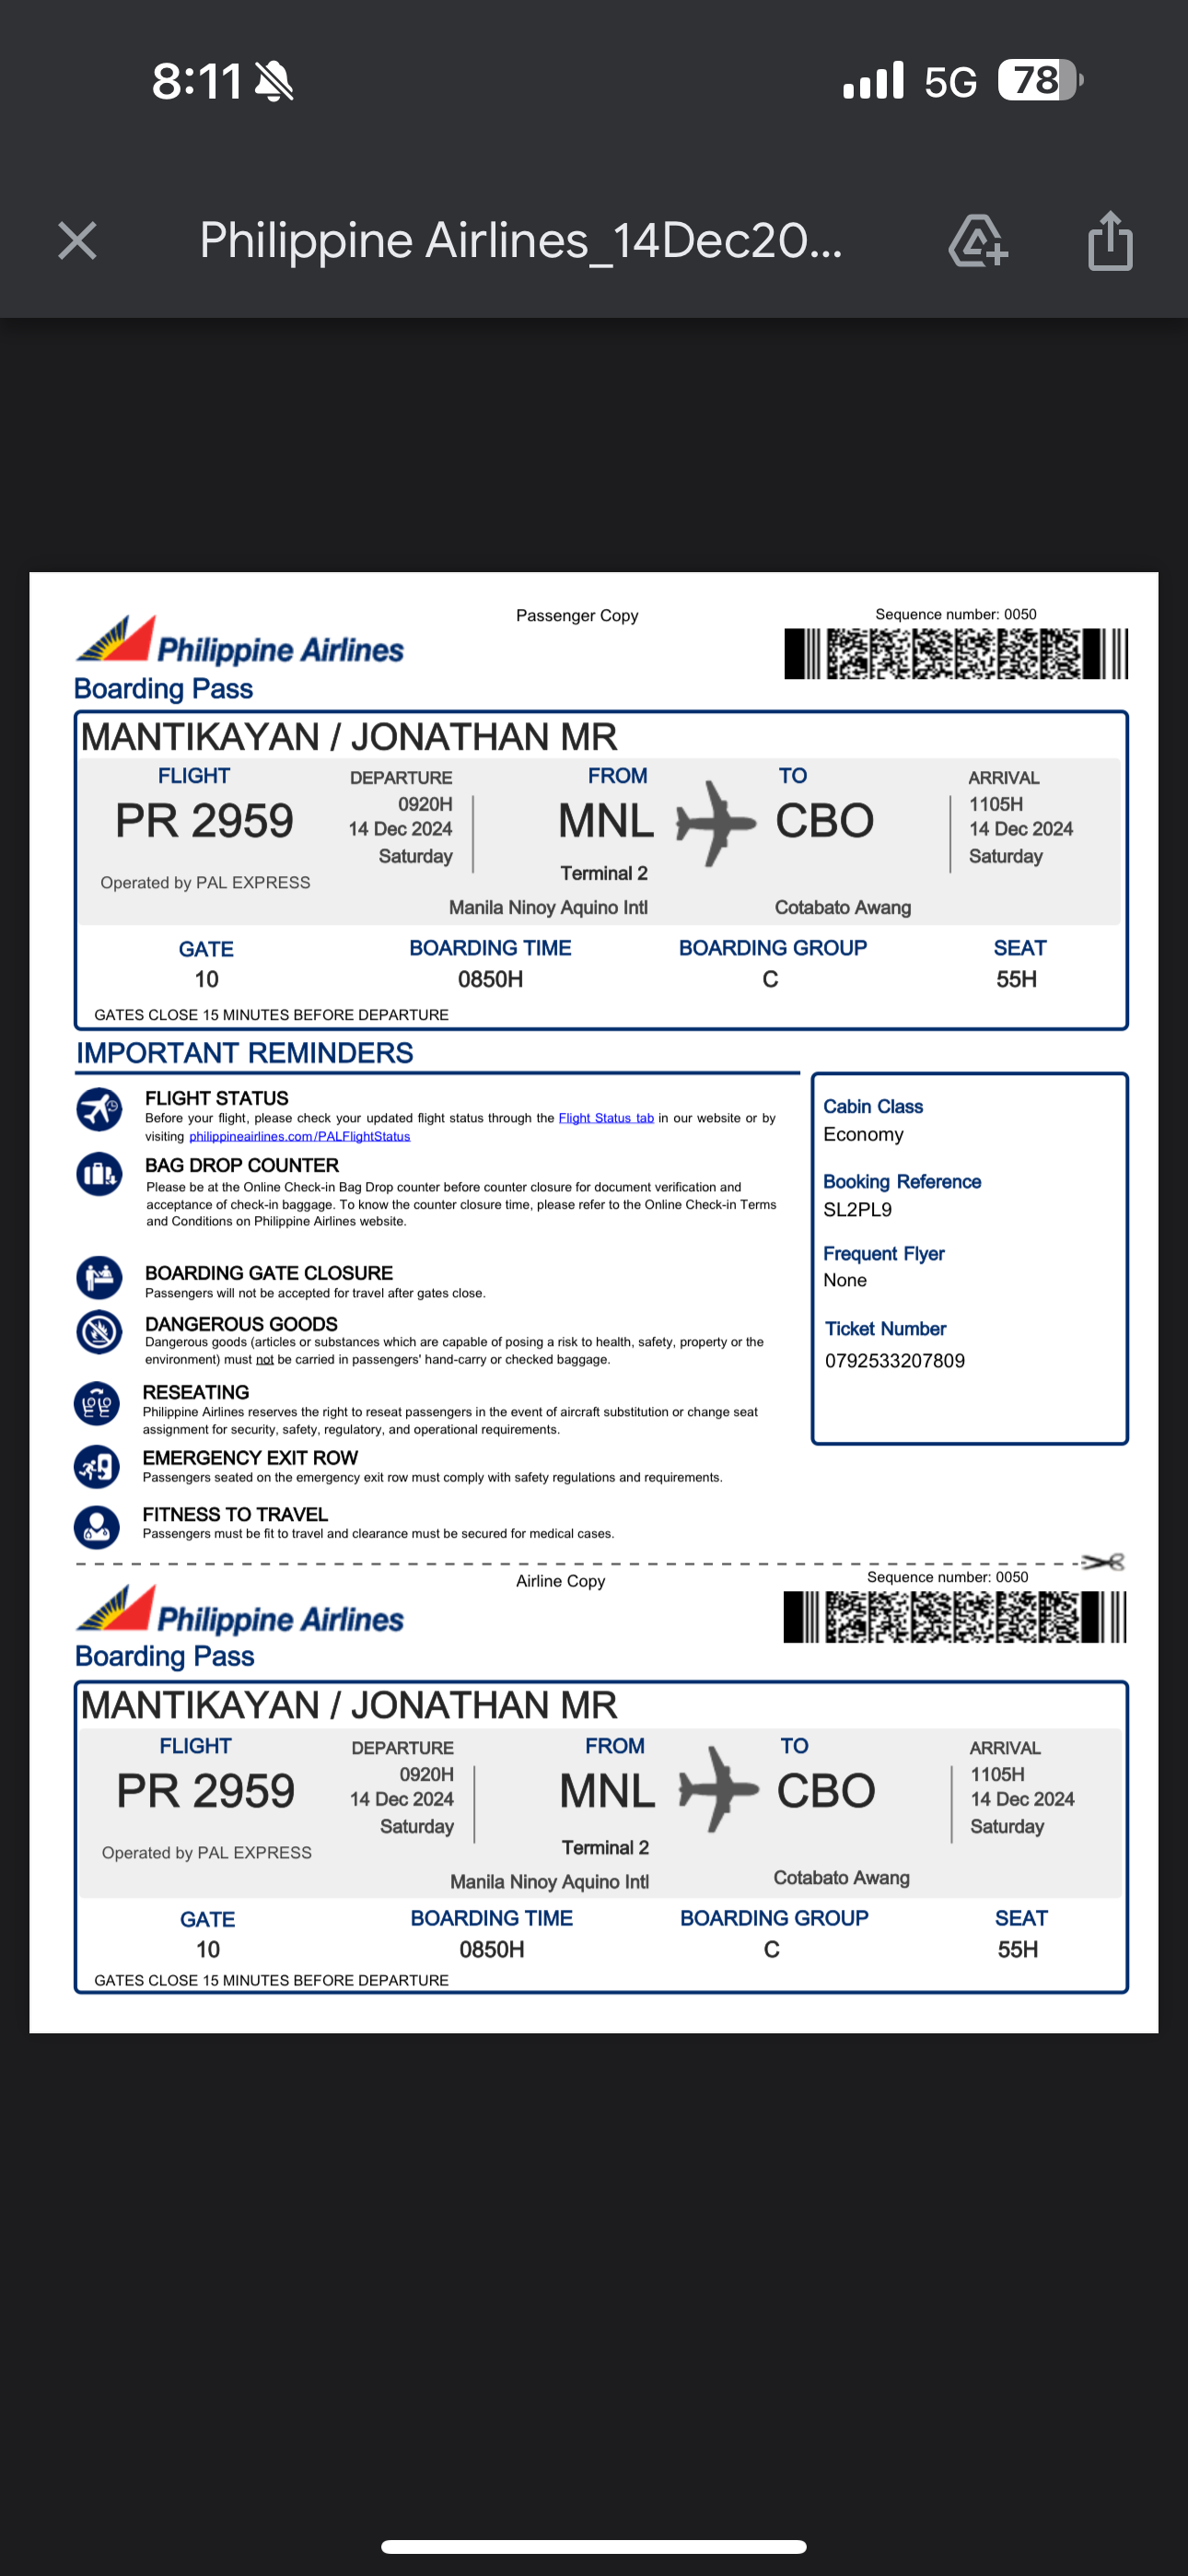 8:11
5G 78
Philippine Airlines_14Dec20...
Passenger Copy
Sequence number: 0050
Philippine Airlines
Boarding Pass
MANTIKAYAN / JONATHAN MR
FLIGHT DEPARTURE FROM TO ARRIVAL
PR 2959 0920H MNL CBO 1105H
14 Dec 2024 14 Dec 2024
Saturday Saturday
Terminal 2
Operated by PAL EXPRESS
Manila Ninoy Aquino Intl Cotabato Awang
GATE BOARDING TIME BOARDING GROUP SEAT
10 0850H C 55H
GATES CLOSE 15 MINUTES BEFORE DEPARTURE
IMPORTANT REMINDERS
FLIGHT STATUS
Before your flight, please check your updated flight status through the Flight Status tab in our website or by
visiting philippineairlines.com/PALFlightStatus
BAG DROP COUNTER
Please be at the Online Check-in Bag Drop counter before counter closure for document verification and
acceptance of check-in baggage. To know the counter closure time, please refer to the Online Check-in Terms
and Conditions on Philippine Airlines website.
BOARDING GATE CLOSURE
Passengers will not be accepted for travel after gates close.
DANGEROUS GOODS
Dangerous goods (articles or substances which are capable of posing a risk to health, safety, property or the
environment) must not be carried in passengers' hand-carry or checked baggage.
RESEATING
Philippine Airlines reserves the right to reseat passengers in the event of aircraft substitution or change seat
assignment for security, safety, regulatory, and operational requirements.
EMERGENCY EXIT ROW
Passengers seated on the emergency exit row must comply with safety regulations and requirements.
FITNESS TO TRAVEL
Passengers must be fit to travel and clearance must be secured for medical cases.
Cabin Class
Economy
Booking Reference
SL2PL9
Frequent Flyer
None
Ticket Number
0792533207809
Airline Copy
Sequence number: 0050
Philippine Airlines
Boarding Pass
MANTIKAYAN / JONATHAN MR
FLIGHT DEPARTURE FROM TO ARRIVAL
PR 2959 0920H MNL CBO 1105H
14 Dec 2024 14 Dec 2024
Saturday Saturday
Terminal 2
Operated by PAL EXPRESS
Manila Ninoy Aquino Intl Cotabato Awang
GATE BOARDING TIME BOARDING GROUP SEAT
10 0850H C 55H
GATES CLOSE 15 MINUTES BEFORE DEPARTURE